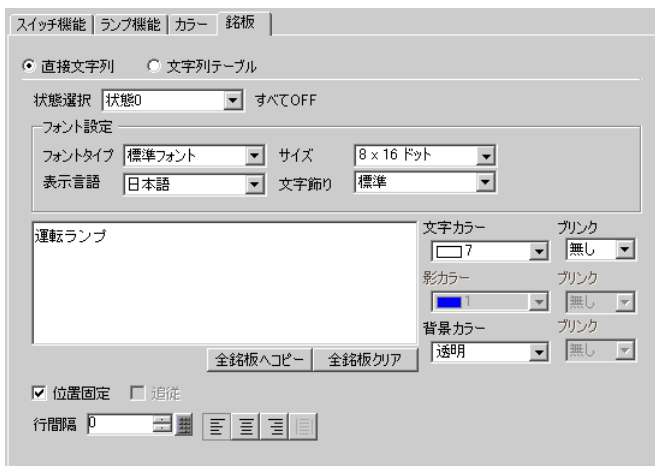 スイッチ機能 ランプ機能 カラー 銘板
直接文字列 文字列テーブル
状態選択 状態0 すべてOFF
フォント設定
フォントタイプ 標準フォント サイズ 8 x 16 ドット
表示言語 日本語 文字飾り 標準
運転ランプ
文字カラー ブリンク
7 無し
影カラー ブリンク
1 無し
背景カラー ブリンク
透明 無し
全銘板へコピー 全銘板クリア
位置固定 追従
行間隔 0